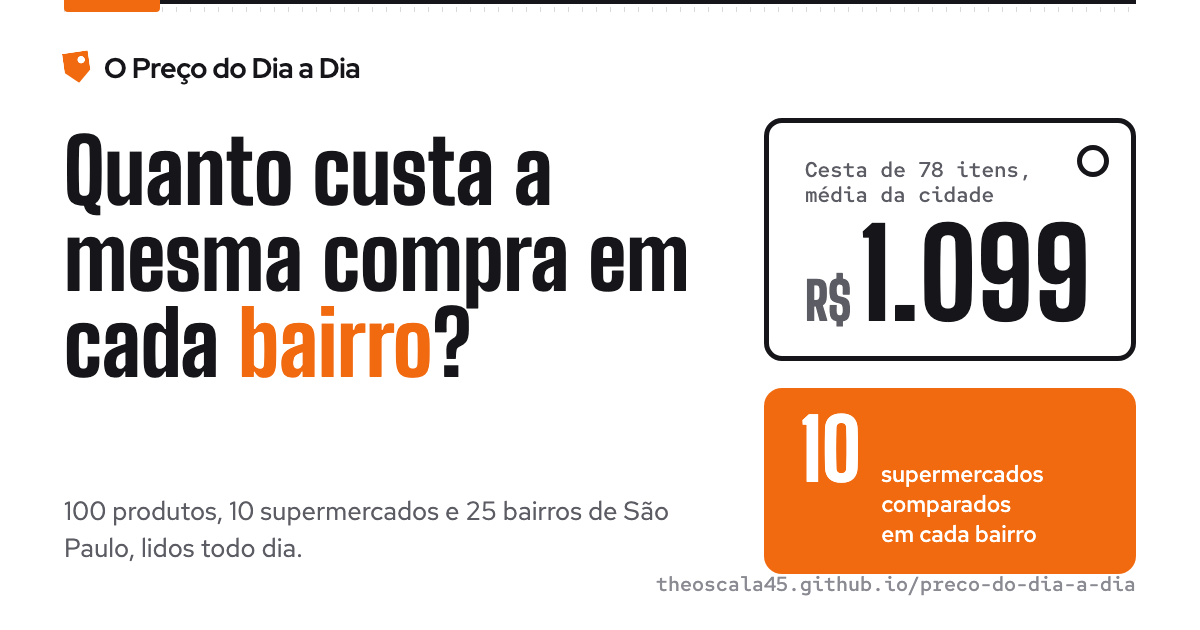 O Preço do Dia a Dia
Quanto custa a
mesma compra em
cada bairro?
100 produtos, 10 supermercados e 25 bairros de São
Paulo, lidos todo dia.
Cesta de 78 itens,
média da cidade
R$ 1.099
10 supermercados
comparados
em cada bairro
theoscala45.github.io/preco-do-dia-a-dia